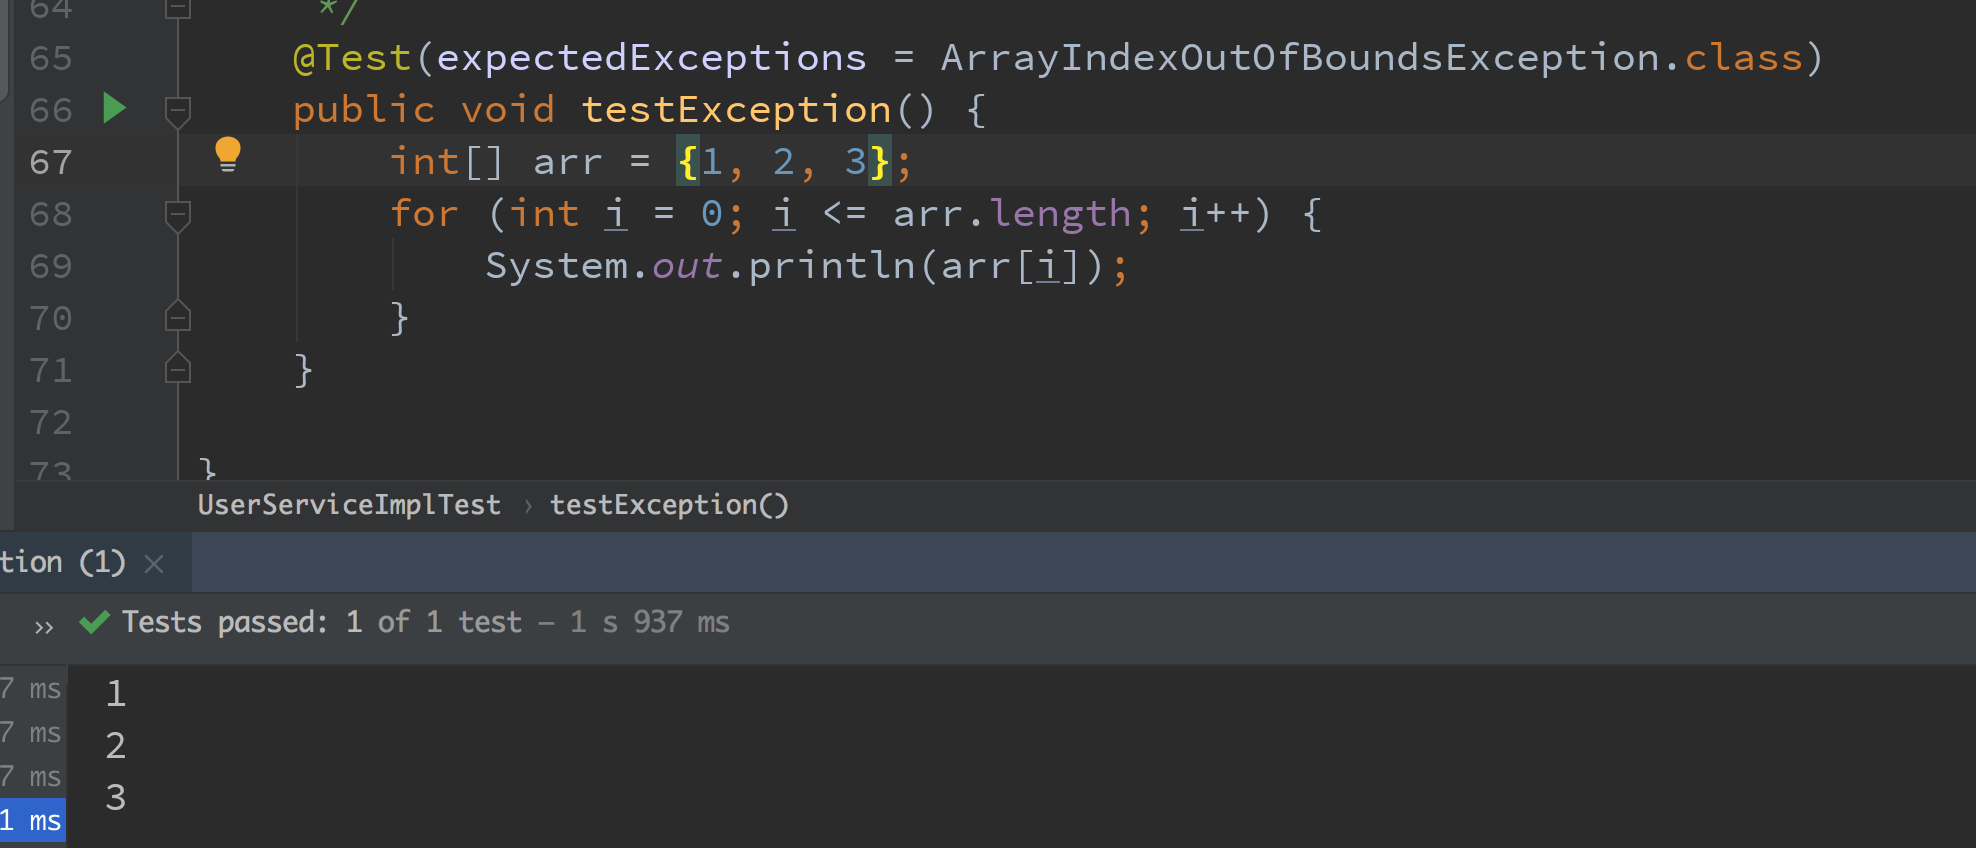 64 */
65 @Test(expectedExceptions = ArrayIndexOutOfBoundsException.class)
66 public void testException() {
67 int[] arr = {1, 2, 3};
68 for (int i = 0; i <= arr.length; i++) {
69 System.out.println(arr[i]);
70 }
71 }
72
73 }
UserServiceImplTest › testException()
tion (1) ×
›› Tests passed: 1 of 1 test – 1 s 937 ms
7 ms
7 ms
7 ms
1 ms
1
2
3